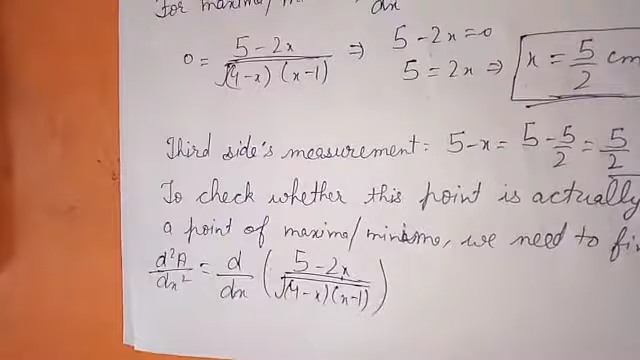 For maxima/ dx
0 = 5-2x / √(4-x)(x-1) ⇒ 5-2x=0
5=2x ⇒ x = 5/2 cm
Third side's measurement: 5-x = 5-5/2 = 5/2
To check whether this point is actually
a point of maxima/minima, we need to
d²A/dx² = d/dx (5-2x / √(4-x)(x-1))